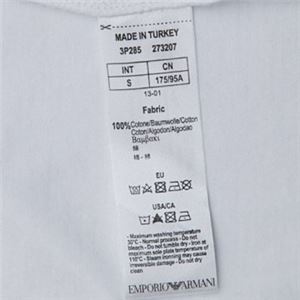 MADE IN TURKEY
3P285 273207
INT CN
S 175/95A
13-01
Fabric
100% Cotone/Baumwolle/Cotton
Coton/Algodon/Algodao
Βαμβακι
棉
EU
USA/CA
- Maximum washing temperature
30°C - Normal process - Do not
bleach - Do not tumble dry - Iron at
maximum sole plate temperature of
110°C - Steam ironing may cause
irreversible damage - Do not dry
clean
EMPORIO ARMANI